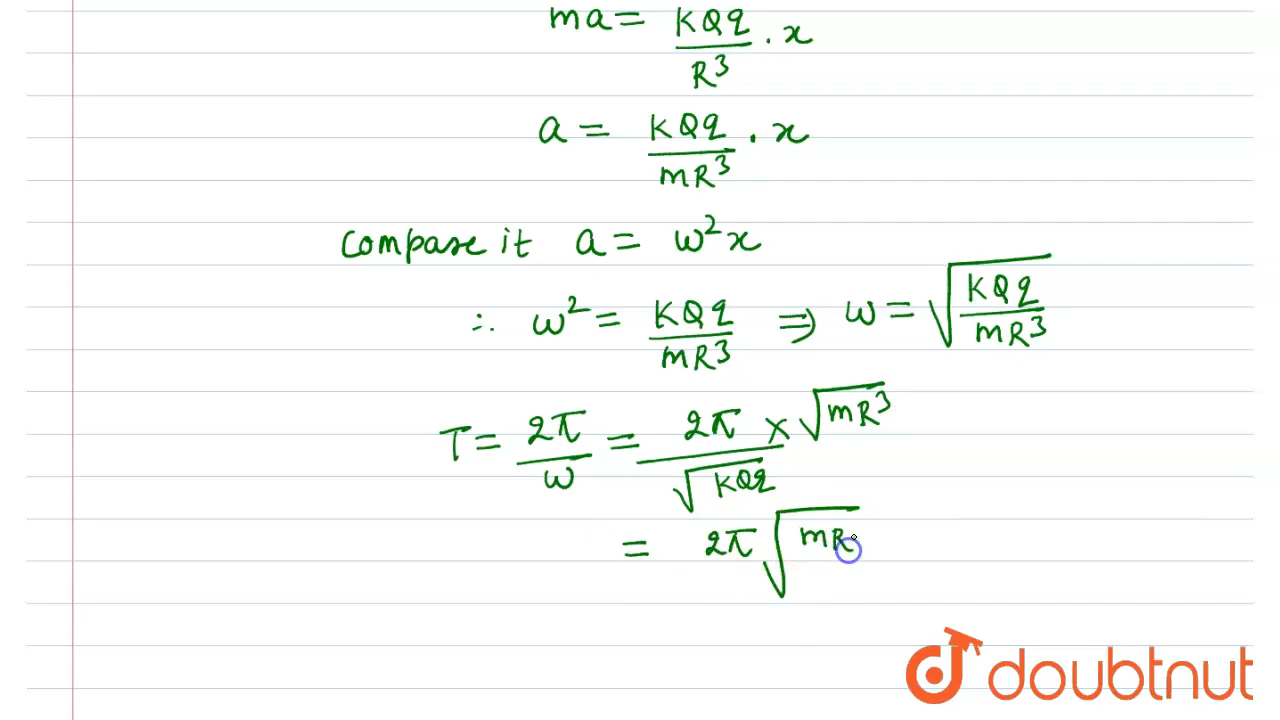 ma = KQq/R³ . x
a = KQq/mR³ . x
Compare it a = w²x
∴ w² = KQq/mR³ ⇒ w = √(KQq/mR³)
T = 2π/w = 2π/√(KQq) × √(mR³)
= 2π√(mR
doubtnut